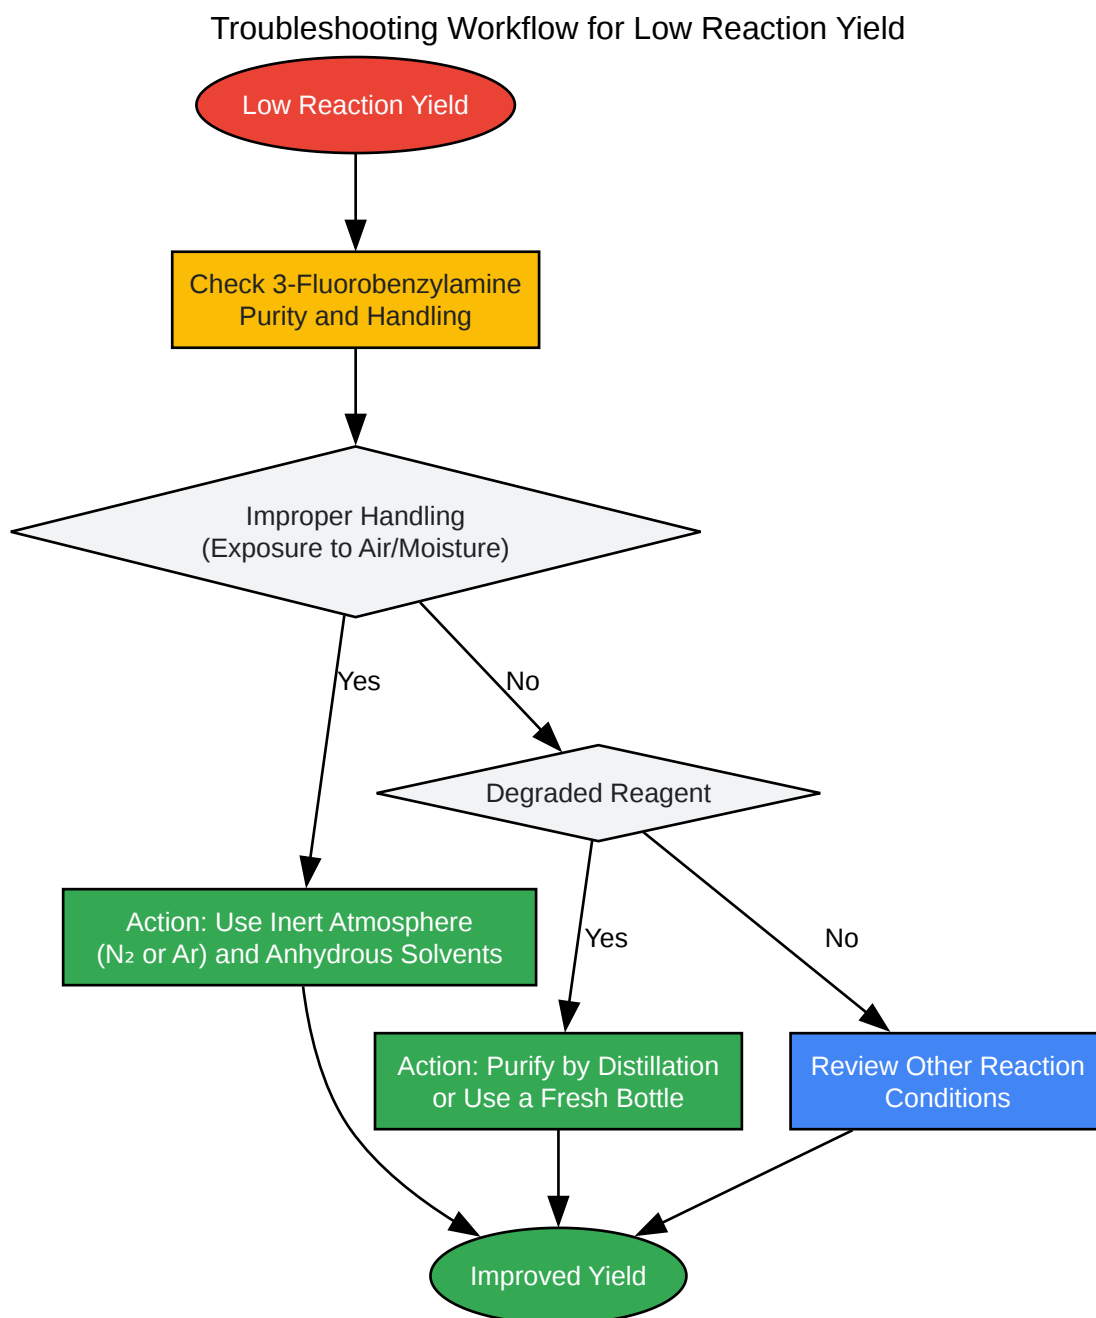 Troubleshooting Workflow for Low Reaction Yield
Low Reaction Yield
Check 3-Fluorobenzylamine
Purity and Handling
Improper Handling
(Exposure to Air/Moisture)
Yes
No
Degraded Reagent
Action: Use Inert Atmosphere
(N₂ or Ar) and Anhydrous Solvents
Yes
No
Action: Purify by Distillation
or Use a Fresh Bottle
Review Other Reaction
Conditions
Improved Yield